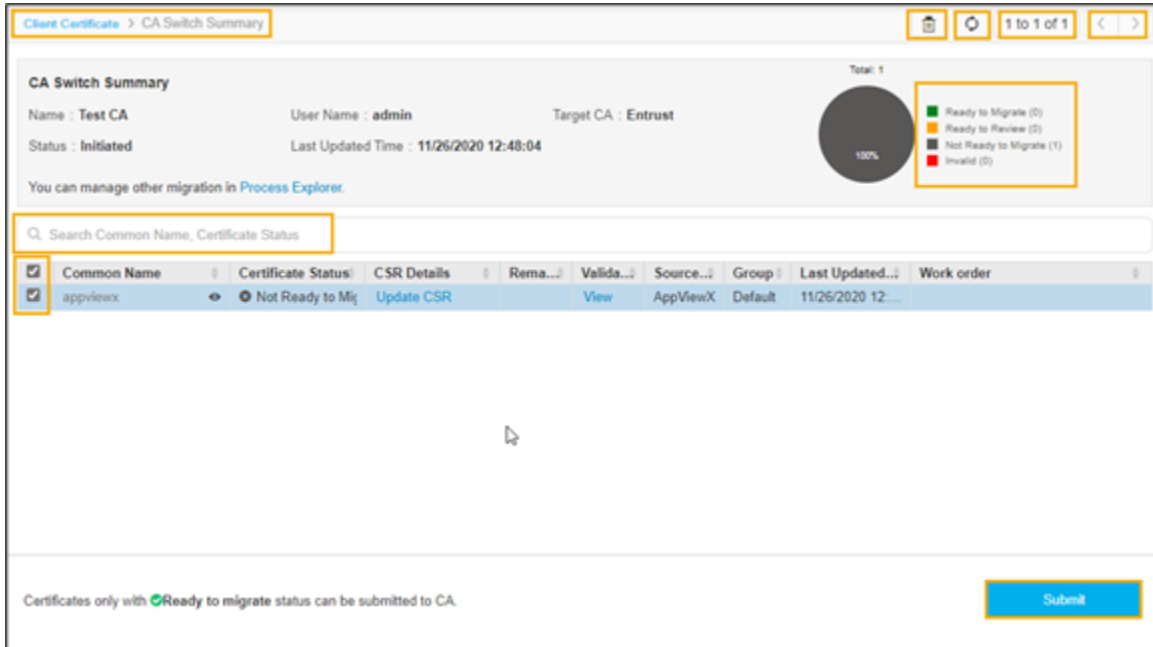 Client Certificate > CA Switch Summary
1 to 1 of 1 < >
CA Switch Summary
Total: 1
Name : Test CA User Name : admin Target CA : Entrust
Status : Initiated Last Updated Time : 11/26/2020 12:48:04
You can manage other migration in Process Explorer.
100%
Ready to Migrate (0)
Ready to Review (0)
Not Ready to Migrate (1)
Invalid (0)
Search Common Name, Certificate Status
Common Name Certificate Status CSR Details Rema... Valida... Source... Group Last Updated... Work order
appviewx Not Ready to Mig Update CSR View AppViewX Default 11/26/2020 12:...
Certificates only with Ready to migrate status can be submitted to CA.
Submit